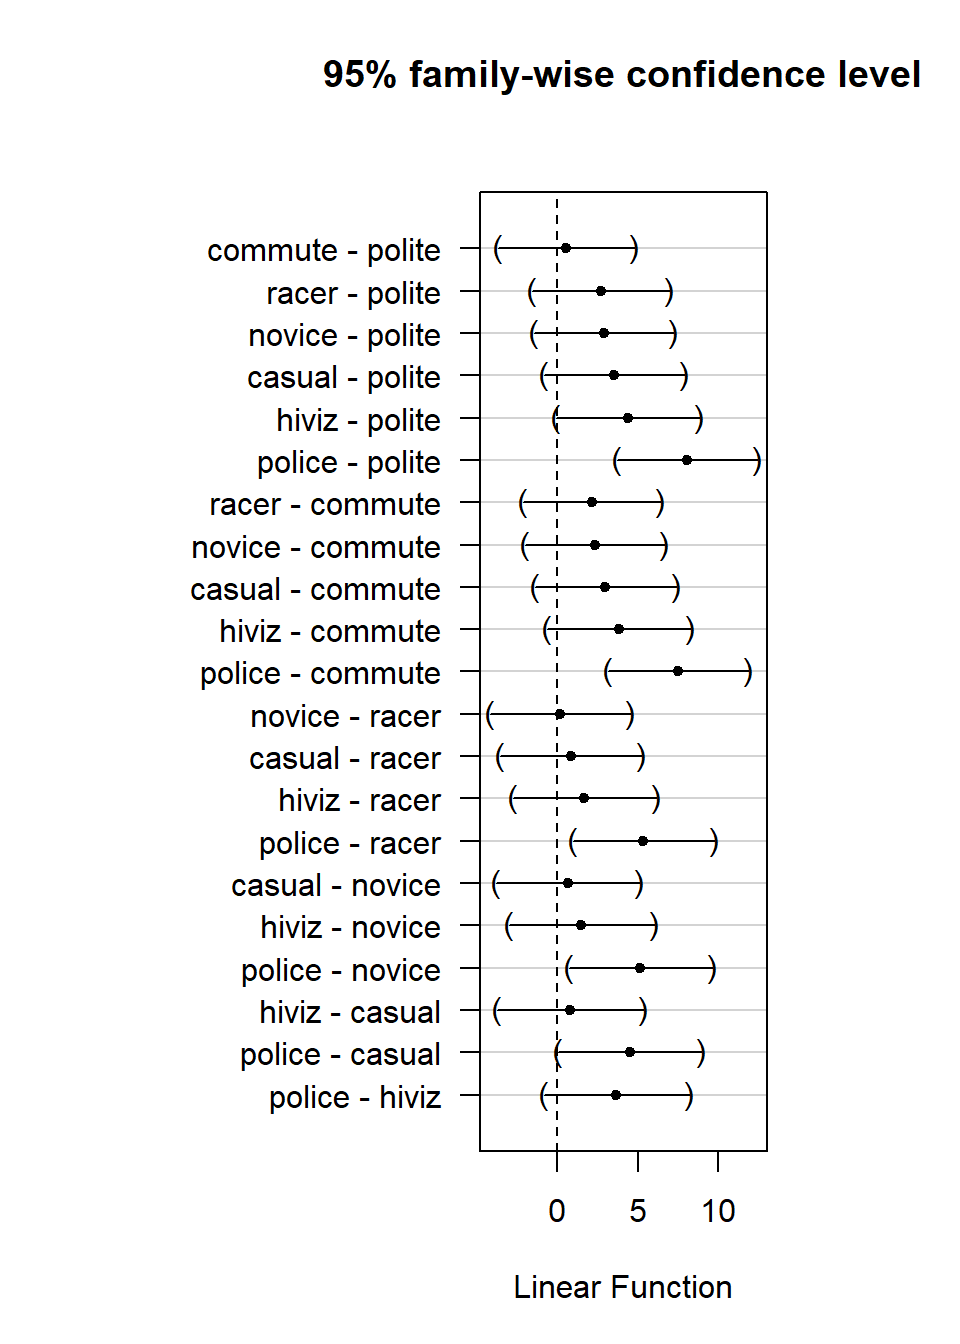 95% family-wise confidence level
commute - polite
racer - polite
novice - polite
casual - polite
hiviz - polite
police - polite
racer - commute
novice - commute
casual - commute
hiviz - commute
police - commute
novice - racer
casual - racer
hiviz - racer
police - racer
casual - novice
hiviz - novice
police - novice
hiviz - casual
police - casual
police - hiviz
0 5 10
Linear Function